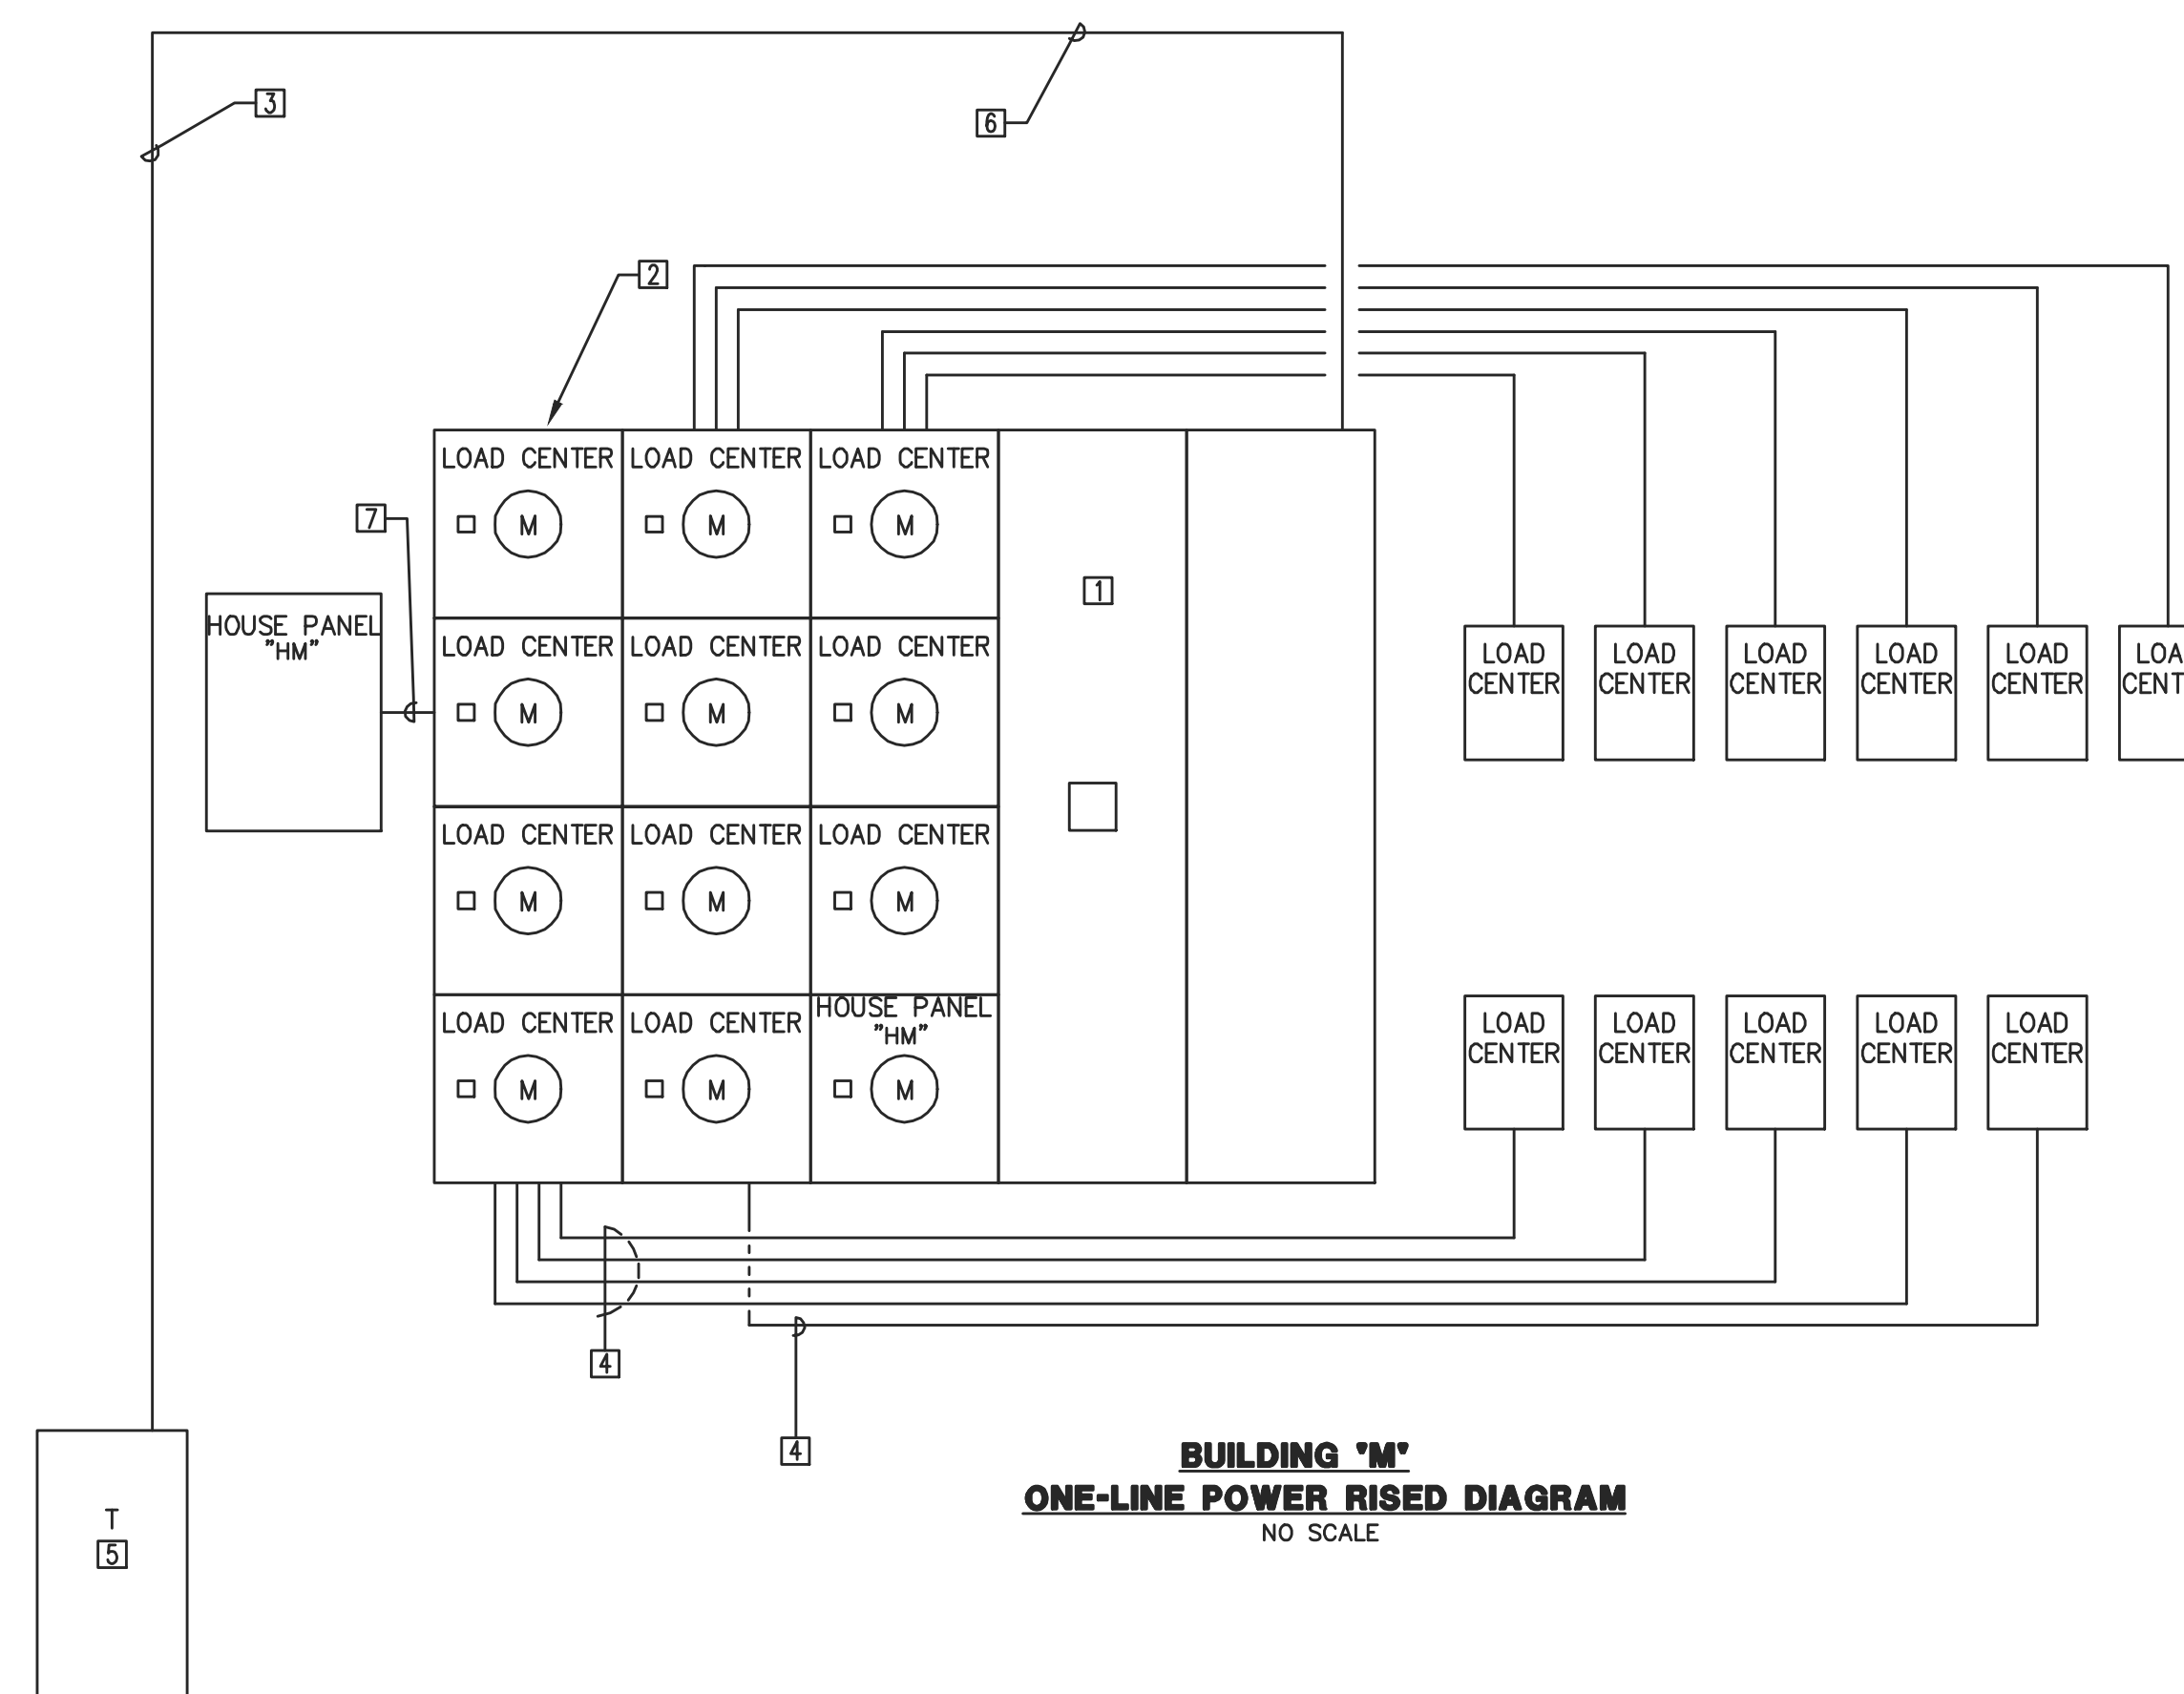 3
6
2
LOAD CENTER LOAD CENTER LOAD CENTER
7
M M M
1
HOUSE PANEL
"HM"
LOAD CENTER LOAD CENTER LOAD CENTER
LOAD LOAD LOAD LOAD LOAD LOA
CENTER CENTER CENTER CENTER CENTER CENT
M M M
LOAD CENTER LOAD CENTER LOAD CENTER
M M M
LOAD CENTER LOAD CENTER HOUSE PANEL
"HM"
LOAD LOAD LOAD LOAD LOAD
CENTER CENTER CENTER CENTER CENTER
M M M
4
4
BUILDING "M"
ONE-LINE POWER RISED DIAGRAM
NO SCALE
T
5